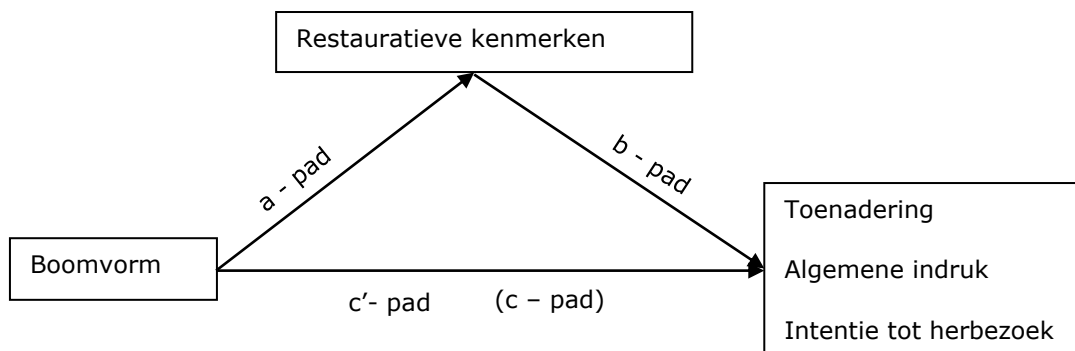 Restauratieve kenmerken
a - pad
b - pad
Toenadering
Boomvorm
Algemene indruk
c’- pad (c – pad)
Intentie tot herbezoek